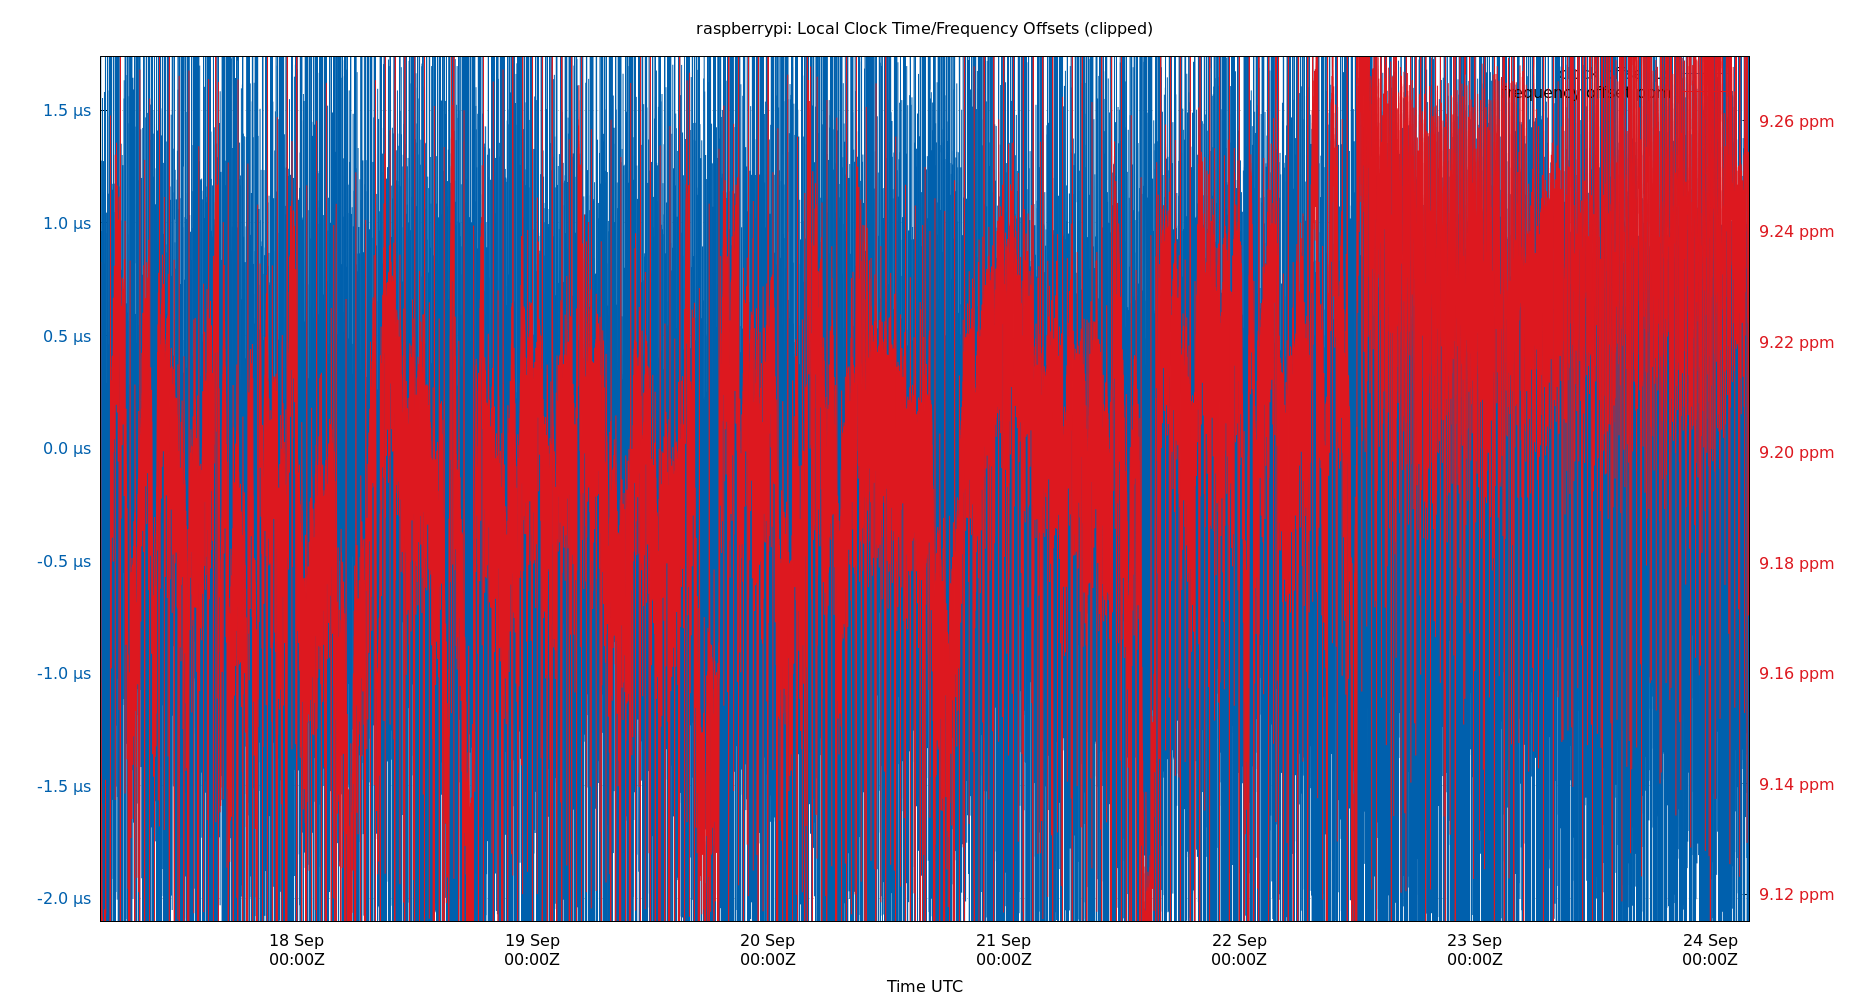 raspberrypi: Local Clock Time/Frequency Offsets (clipped)
1.5 µs
1.0 µs
0.5 µs
0.0 µs
-0.5 µs
-1.0 µs
-1.5 µs
-2.0 µs
frequency offset ppm
9.26 ppm
9.24 ppm
9.22 ppm
9.20 ppm
9.18 ppm
9.16 ppm
9.14 ppm
9.12 ppm
18 Sep 19 Sep 20 Sep 21 Sep 22 Sep 23 Sep 24 Sep
00:00Z 00:00Z 00:00Z 00:00Z 00:00Z 00:00Z 00:00Z
Time UTC